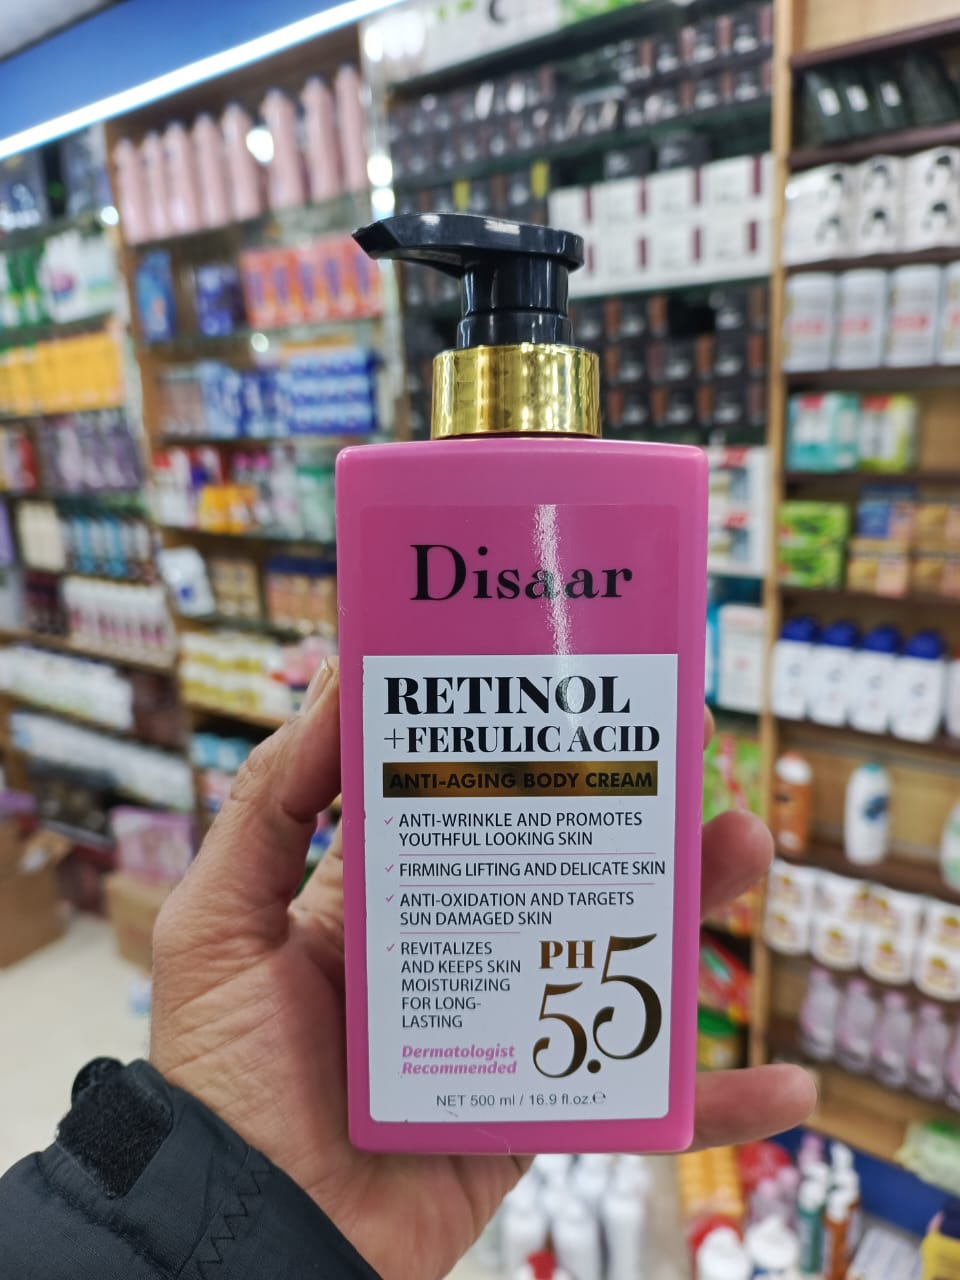 Disaar
RETINOL
+FERULIC ACID
ANTI-AGING BODY CREAM
ANTI-WRINKLE AND PROMOTES
YOUTHFUL LOOKING SKIN
FIRMING LIFTING AND DELICATE SKIN
ANTI-OXIDATION AND TARGETS
SUN DAMAGED SKIN
REVITALIZES
AND KEEPS SKIN
MOISTURIZING
FOR LONG-
LASTING
PH 5.5
Dermatologist
Recommended
NET 500 ml / 16.9 fl.oz.℮